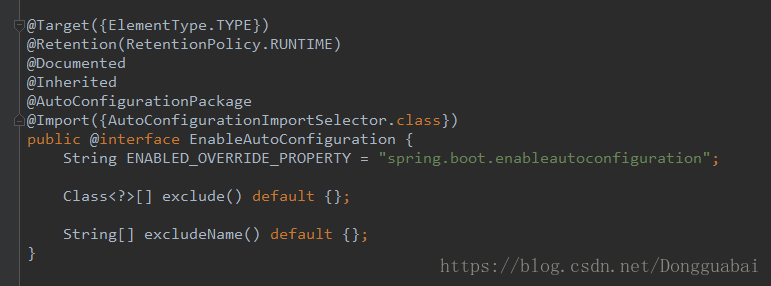 @Target({ElementType.TYPE})
@Retention(RetentionPolicy.RUNTIME)
@Documented
@Inherited
@AutoConfigurationPackage
@Import({AutoConfigurationImportSelector.class})
public @interface EnableAutoConfiguration {
    String ENABLED_OVERRIDE_PROPERTY = "spring.boot.enableautoconfiguration";
    Class<?>[] exclude() default {};
    String[] excludeName() default {};
}
https://blog.csdn.net/Dongguabai